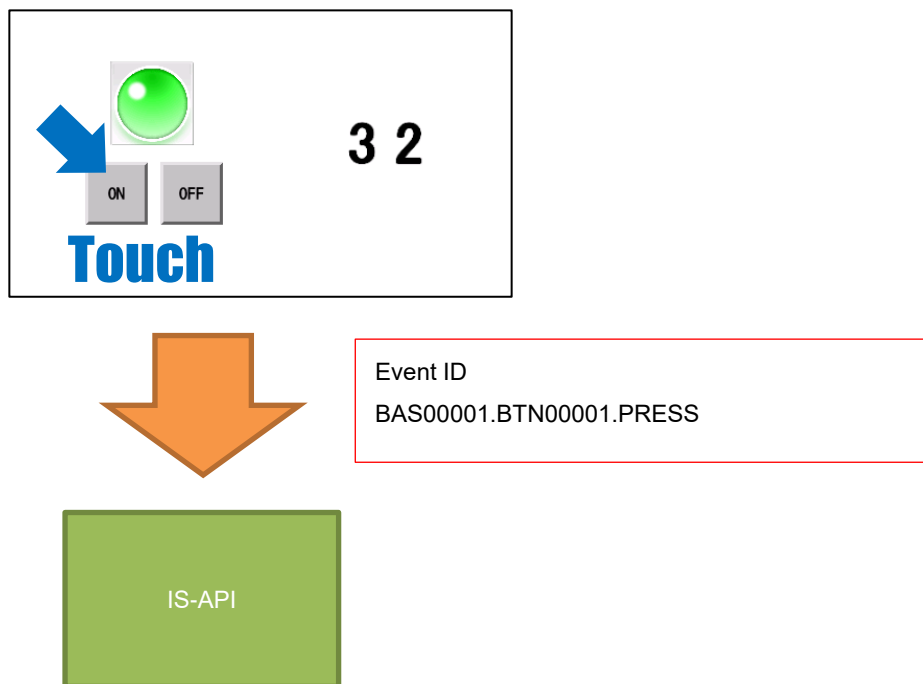 3 2
ON OFF
Touch
Event ID
BAS00001.BTN00001.PRESS
IS-API